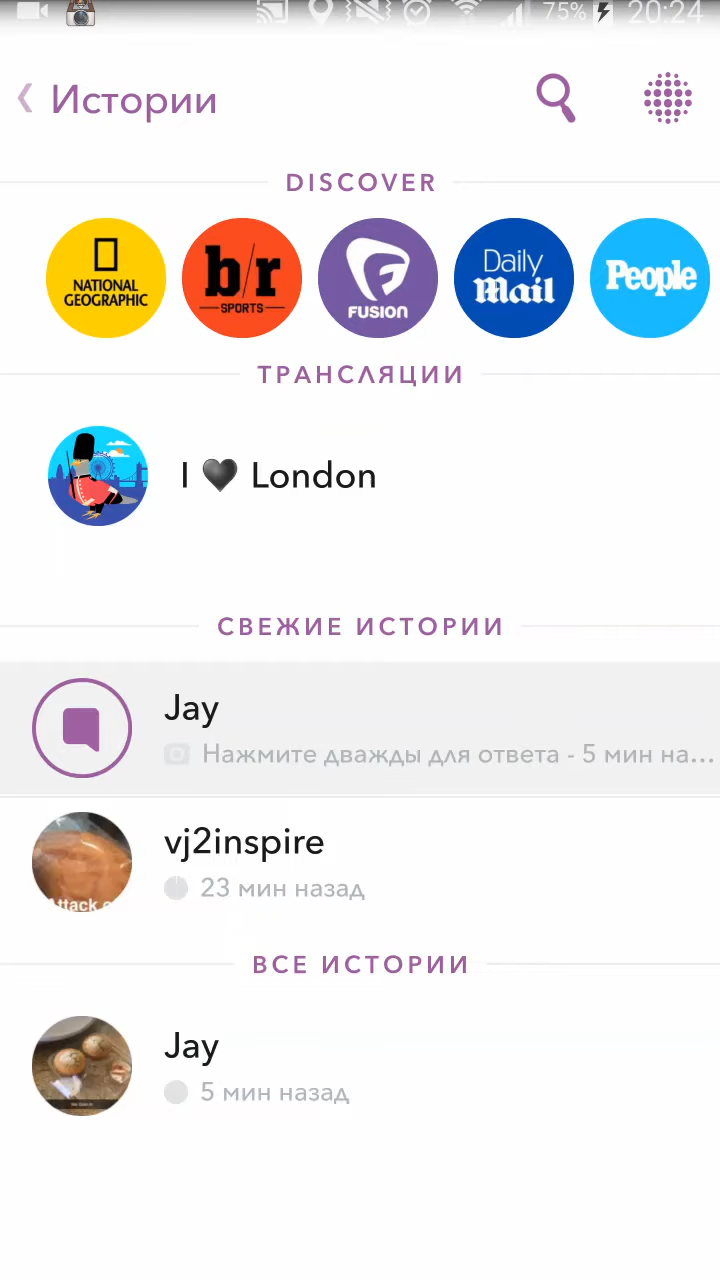 75% 20:24
Истории
DISCOVER
NATIONAL
GEOGRAPHIC
b/r
SPORTS
FUSION
Daily
Mail
People
ТРАНСЛЯЦИИ
I 🖤 London
СВЕЖИЕ ИСТОРИИ
Jay
Нажмите дважды для ответа - 5 мин на...
vj2inspire
23 мин назад
ttack
ВСЕ ИСТОРИИ
Jay
5 мин назад